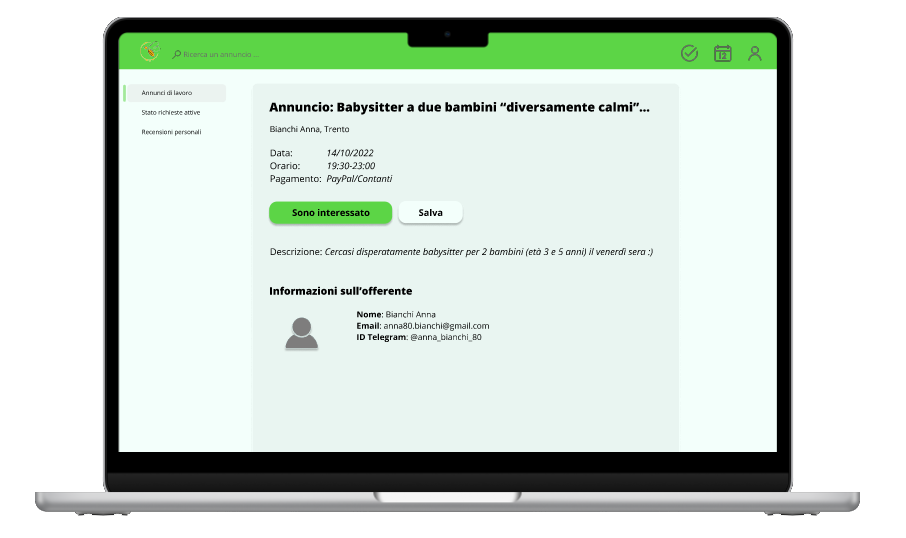 Ricerca un annuncio ...
12
Annunci di lavoro
Stato richieste attive
Recensioni personali
Annuncio: Babysitter a due bambini “diversamente calmi”...
Bianchi Anna, Trento
Data: 14/10/2022
Orario: 19:30-23:00
Pagamento: PayPal/Contanti
Sono interessato
Salva
Descrizione: Cercasi disperatamente babysitter per 2 bambini (età 3 e 5 anni) il venerdì sera :)
Informazioni sull’offerente
Nome: Bianchi Anna
Email: anna80.bianchi@gmail.com
ID Telegram: @anna_bianchi_80